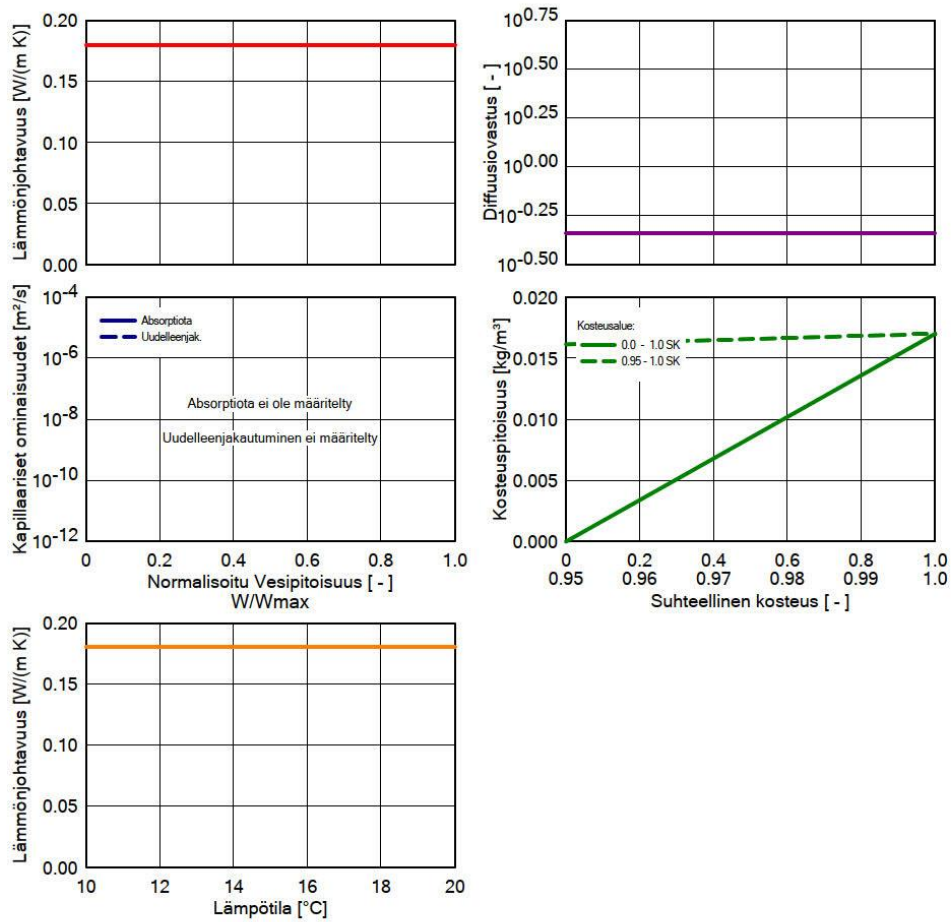 Lämmönjohtavuus [W/(m K)]
0.20
0.15
0.10
0.05
0.00
Diffuusiovastus [ - ]
10^0.75
10^0.50
10^0.25
10^0.00
10^-0.25
10^-0.50
Kapillaariset ominaisuudet [m²/s]
10^-4
10^-6
10^-8
10^-10
10^-12
Absorptiota
Uudelleenjak.
Absorptiota ei ole määritelty
Uudelleenjakautuminen ei määritelty
0 0.2 0.4 0.6 0.8 1.0
Normalisoitu Vesipitoisuus [ - ]
W/Wmax
Kosteuspitoisuus [kg/m³]
0.020
0.015
0.010
0.005
0.000
Kosteusalue:
0.0 - 1.0 SK
0.95 - 1.0 SK
0 0.2 0.4 0.6 0.8 1.0
0.95 0.96 0.97 0.98 0.99 1.0
Suhteellinen kosteus [ - ]
Lämmönjohtavuus [W/(m K)]
0.20
0.15
0.10
0.05
0.00
10 12 14 16 18 20
Lämpötila [°C]